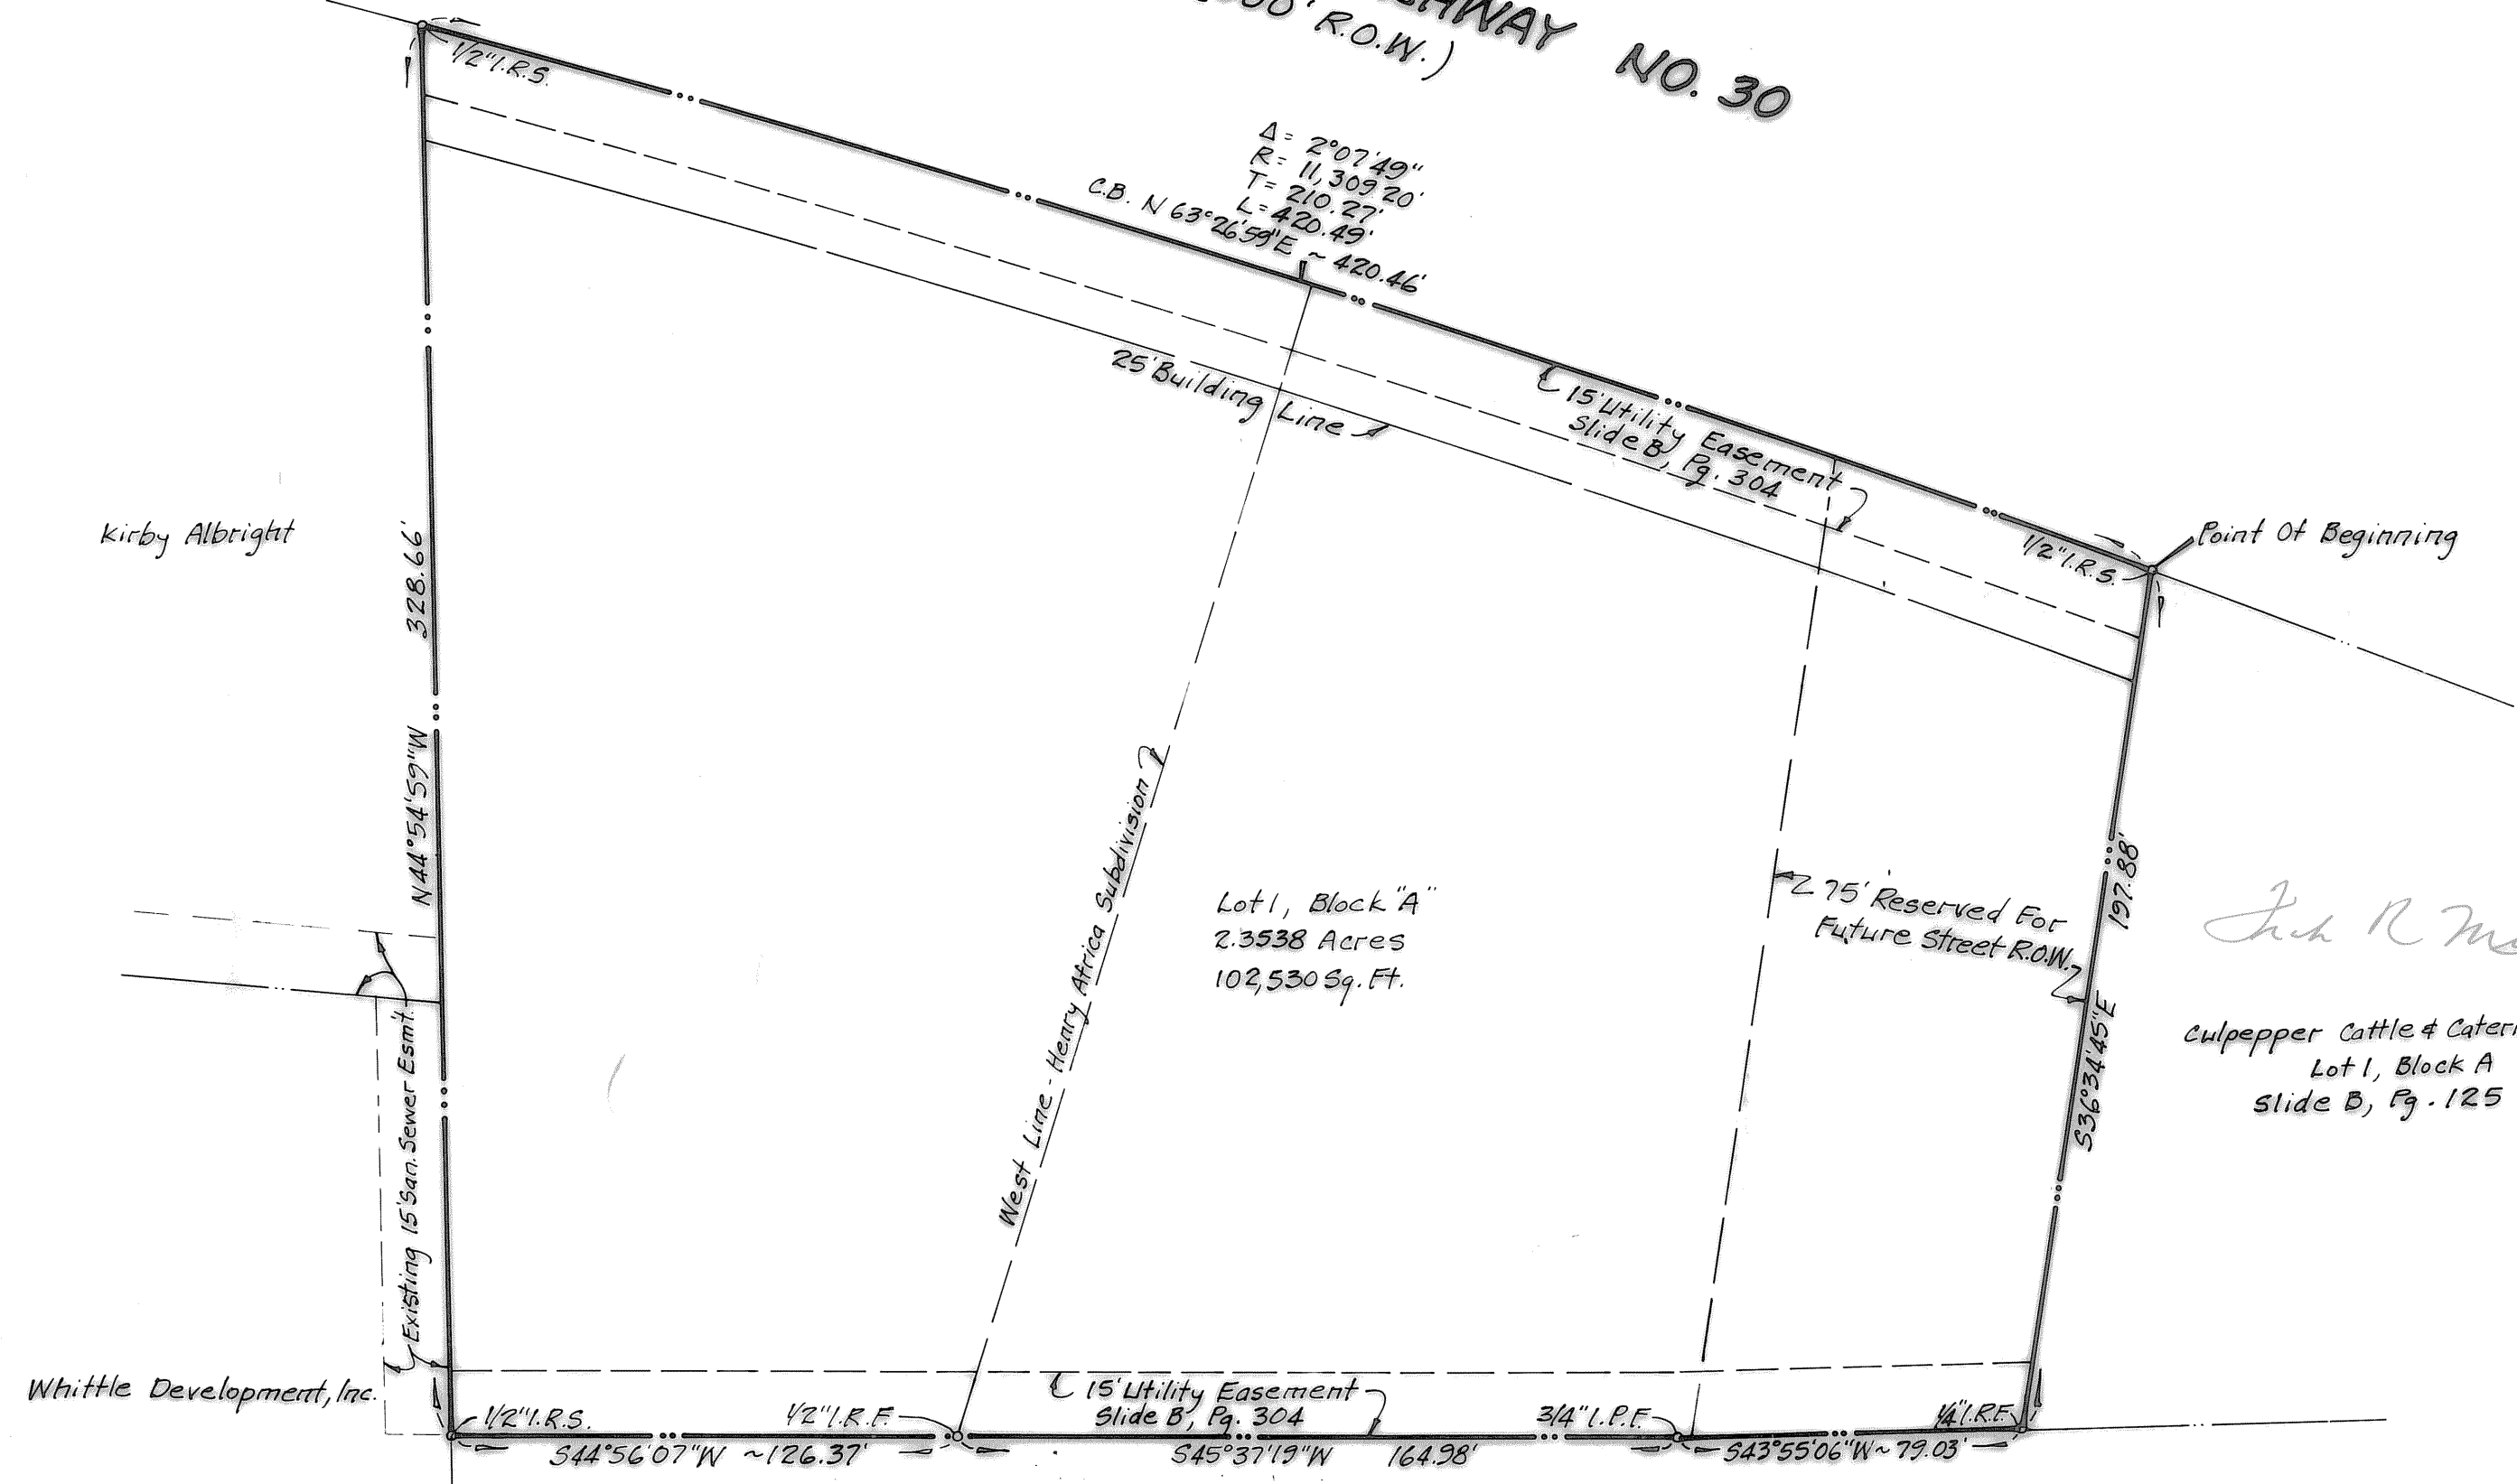 NO. 30
R.O.W.)
1/2" I.R.S.
Δ = 2°07'49"
R = 11,309.20'
T = 210.27'
L = 420.49'
C.B. N 63°26'59"E ~ 420.46'
25' Building Line
15' Utility Easement
Slide B, Pg. 304
1/2" I.R.S.
Point Of Beginning
Kirby Albright
328.66'
N44°54'59"W
West Line - Henry Africa Subdivision
Lot 1, Block "A"
2.3538 Acres
102,530 Sq. Ft.
75' Reserved For
Future Street R.O.W.
197.88'
S36°34'45"E
Culpepper Cattle &
Lot 1, Block A
Slide B, Pg. 125
Existing 15' San. Sewer Esm't.
Whittle Development, Inc.
1/2" I.R.S.
1/2" I.R.F.
15' Utility Easement
Slide B, Pg. 304
3/4" I.P.F.
1/4" I.R.F.
S44°56'07"W ~126.37'
S45°37'19"W 164.98'
S43°55'06"W ~ 79.03'